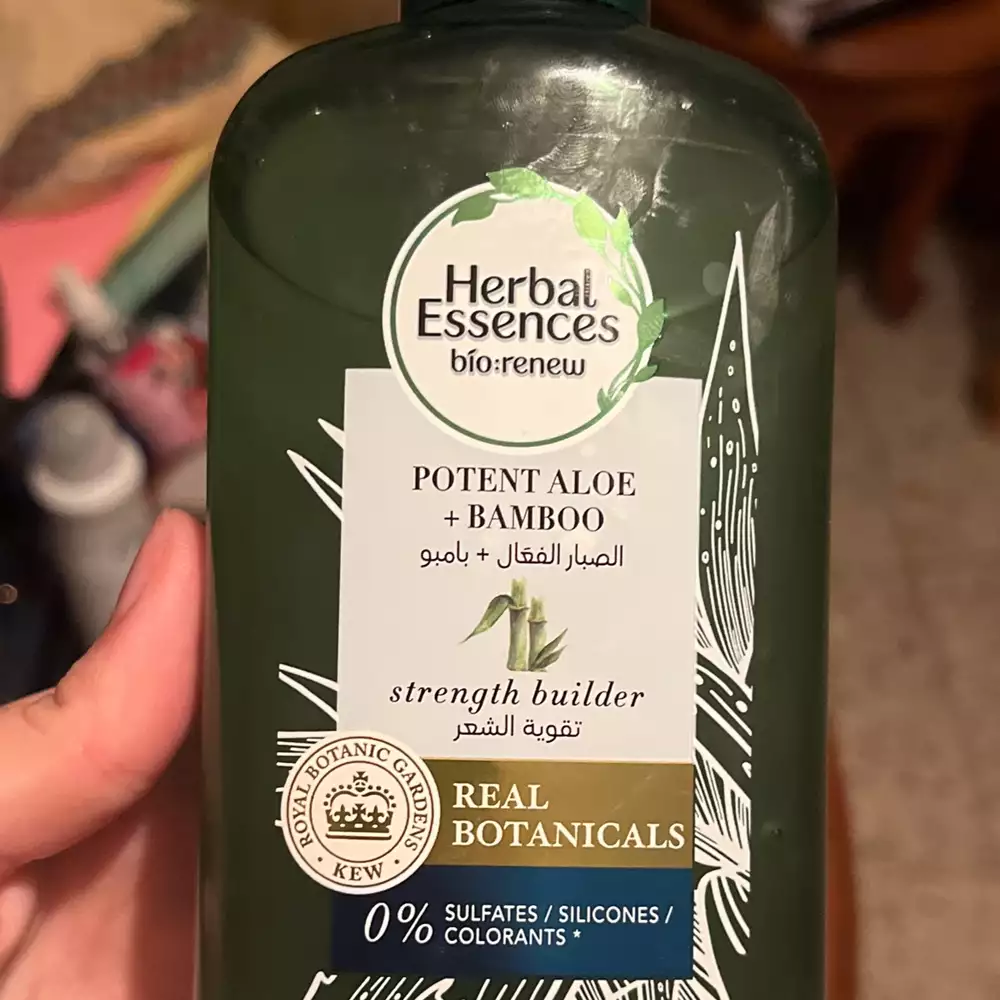 Herbal
Essences
bío:renew
POTENT ALOE
+ BAMBOO
الصبار الفعّال + بامبو
strength builder
تقوية الشعر
ROYAL BOTANIC GARDENS
• KEW •
REAL
BOTANICALS
0% SULFATES / SILICONES /
COLORANTS *